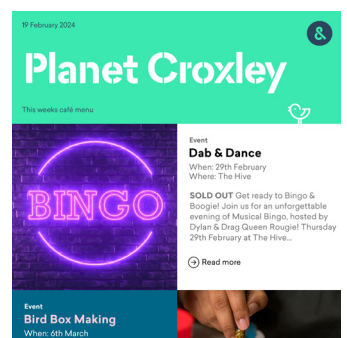 19 February 2024
&
Planet Croxley
This weeks café menu
BINGO
Event
Dab & Dance
When: 29th February
Where: The Hive
SOLD OUT Get ready to Bingo &
Boogie! Join us for an unforgettable
evening of Musical Bingo, hosted by
Dylan & Drag Queen Rougie! Thursday
29th February at The Hive...
Read more
Event
Bird Box Making
When: 6th March